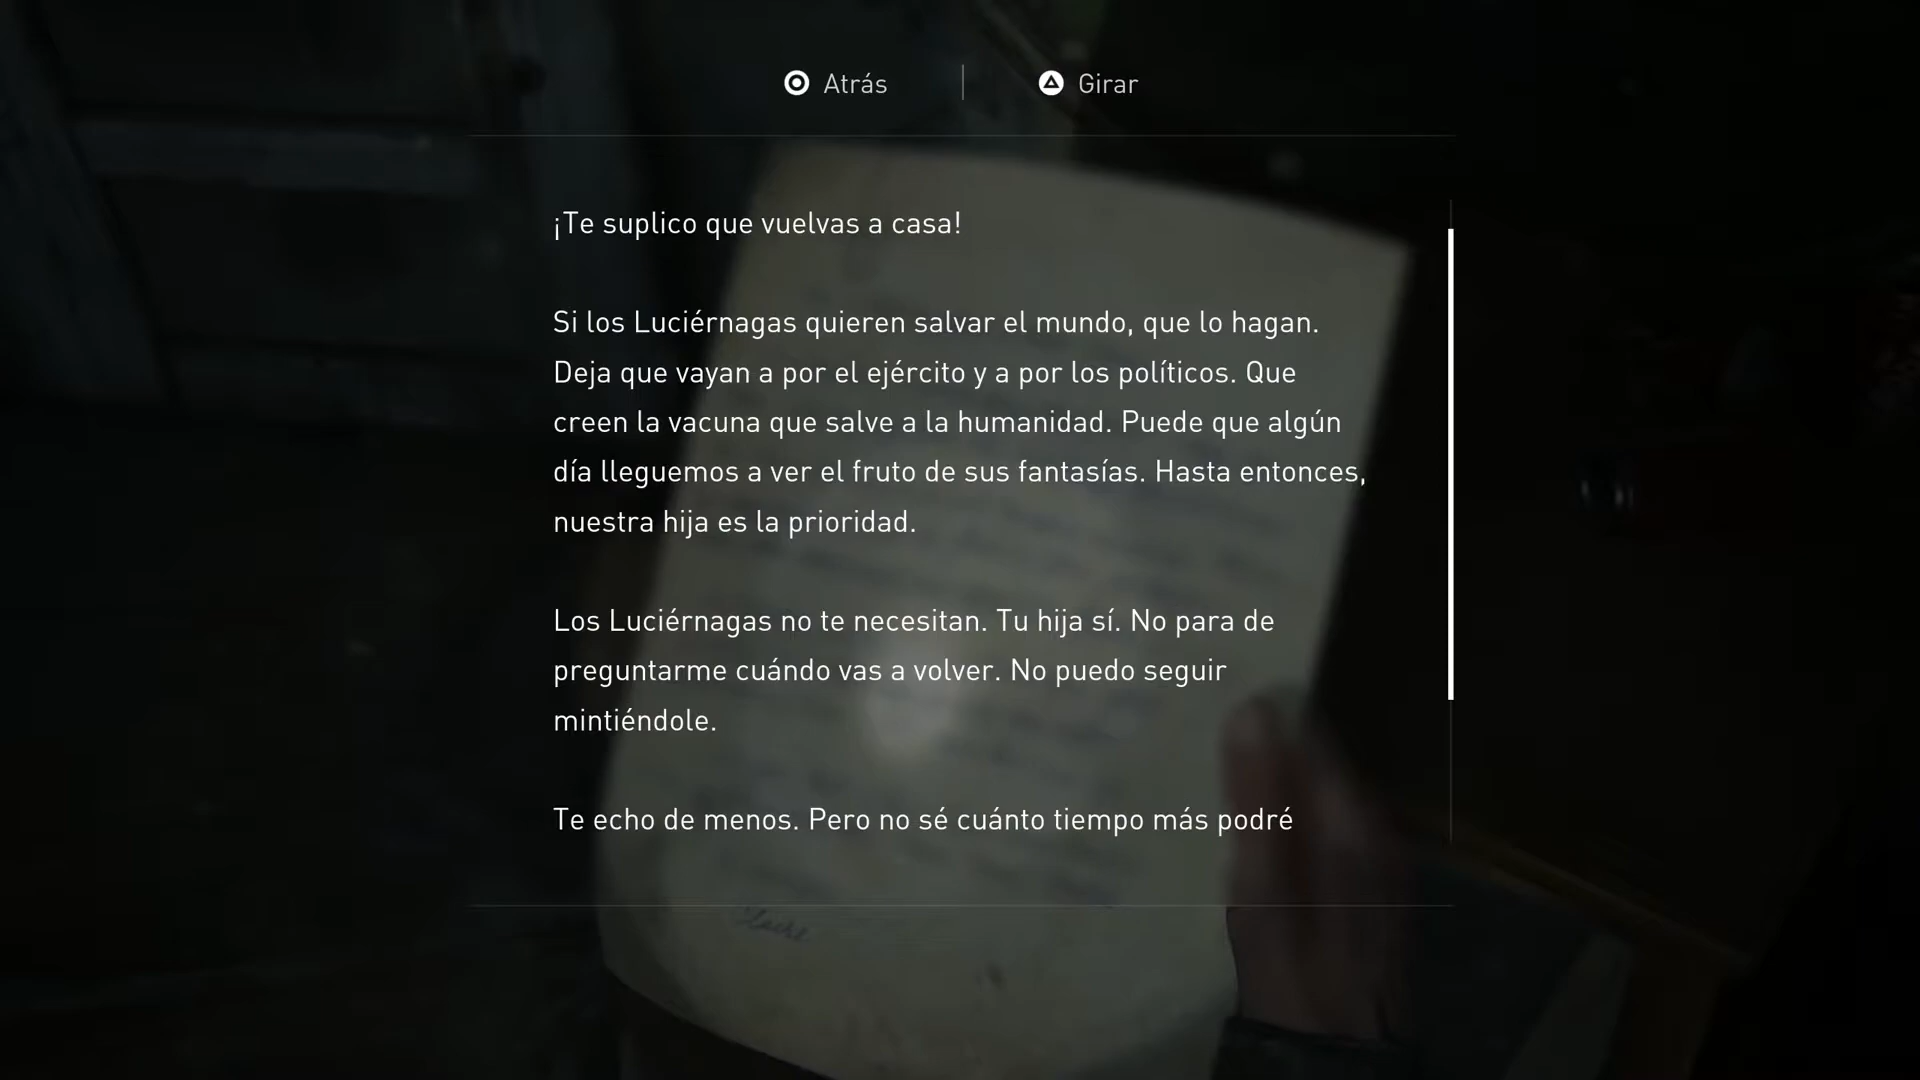 Atrás
Girar
¡Te suplico que vuelvas a casa!
Si los Luciérnagas quieren salvar el mundo, que lo hagan.
Deja que vayan a por el ejército y a por los políticos. Que
creen la vacuna que salve a la humanidad. Puede que algún
día lleguemos a ver el fruto de sus fantasías. Hasta entonces,
nuestra hija es la prioridad.
Los Luciérnagas no te necesitan. Tu hija sí. No para de
preguntarme cuándo vas a volver. No puedo seguir
mintiéndole.
Te echo de menos. Pero no sé cuánto tiempo más podré